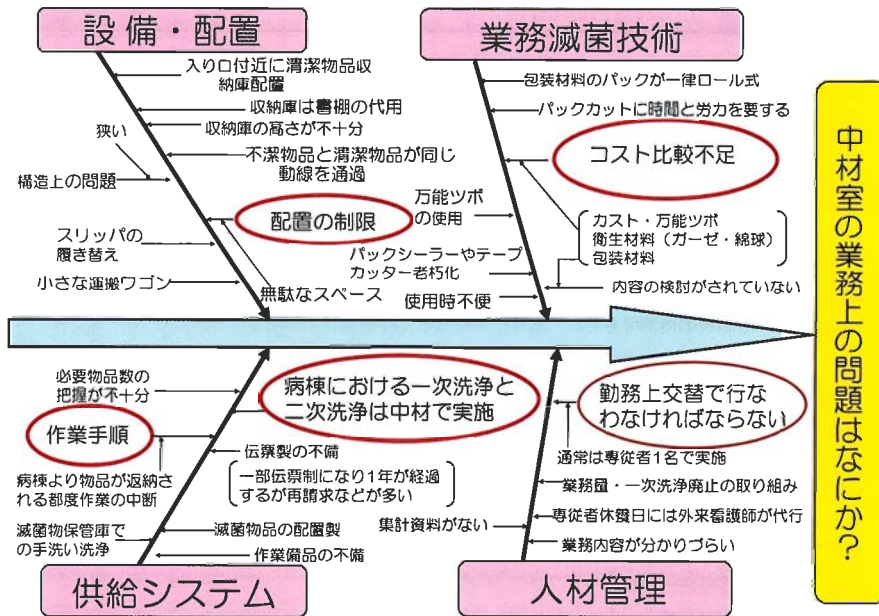 設備・配置
入り口付近に清潔物品収
納庫配置
収納庫は書棚の代用
収納庫の高さが不十分
狭い
不潔物品と清潔物品が同じ
動線を通過
構造上の問題
配置の制限
スリッパの
履き替え
小さな運搬ワゴン
無駄なスペース
業務滅菌技術
包装材料のパックが一律ロール式
パックカットに時間と労力を要する
コスト比較不足
万能ツボ
の使用
カスト・万能ツボ
衛生材料（ガーゼ・綿球）
包装材料
パックシーラーやテープ
カッター老朽化
内容の検討がされていない
使用時不便
中材室の業務上の問題はなにか？
必要物品数の
把握が不十分
病棟における一次洗浄と
二次洗浄は中材で実施
作業手順
伝票製の不備
病棟より物品が返納さ
れる都度作業の中断
一部伝票制になり1年が経過
するが再請求などが多い
滅菌物保管庫で
の手洗い洗浄
滅菌物品の配置製
作業備品の不備
供給システム
勤務上交替で行な
わなければならない
通常は専従者1名で実施
業務量・一次洗浄廃止の取り組み
集計資料がない
専従者休養日には外来看護師が代行
業務内容が分かりづらい
人材管理